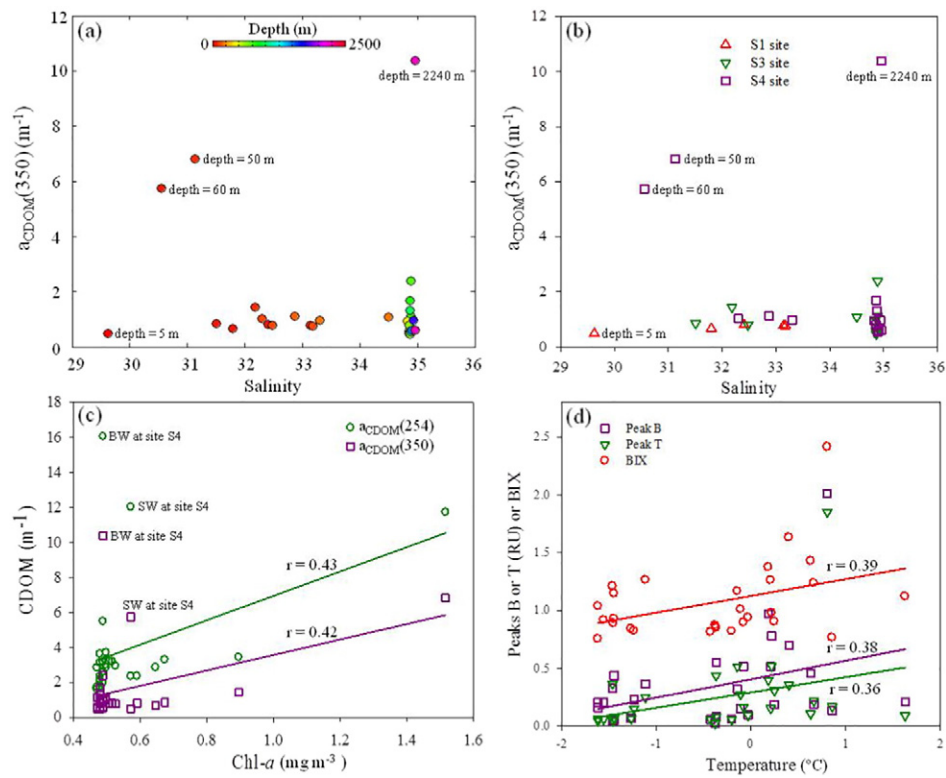 (a)
Depth (m)
0 2500
depth = 2240 m
depth = 50 m
depth = 60 m
depth = 5 m
12
10
8
6
4
2
0
aCDOM(350) (m-1)
29 30 31 32 33 34 35 36
Salinity
(b)
S1 site
S3 site
S4 site
depth = 2240 m
depth = 50 m
depth = 60 m
depth = 5 m
12
10
8
6
4
2
0
aCDOM(350) (m-1)
29 30 31 32 33 34 35 36
Salinity
(c)
aCDOM(254)
aCDOM(350)
BW at site S4
SW at site S4
BW at site S4
SW at site S4
r = 0.43
r = 0.42
18
16
14
12
10
8
6
4
2
0
CDOM (m-1)
0.4 0.6 0.8 1.0 1.2 1.4 1.6
Chl-a (mg m-3)
(d)
Peak B
Peak T
BIX
r = 0.39
r = 0.38
r = 0.36
2.5
2.0
1.5
1.0
0.5
0.0
Peaks B or T (RU) or BIX
-2 -1 0 1 2
Temperature (°C)